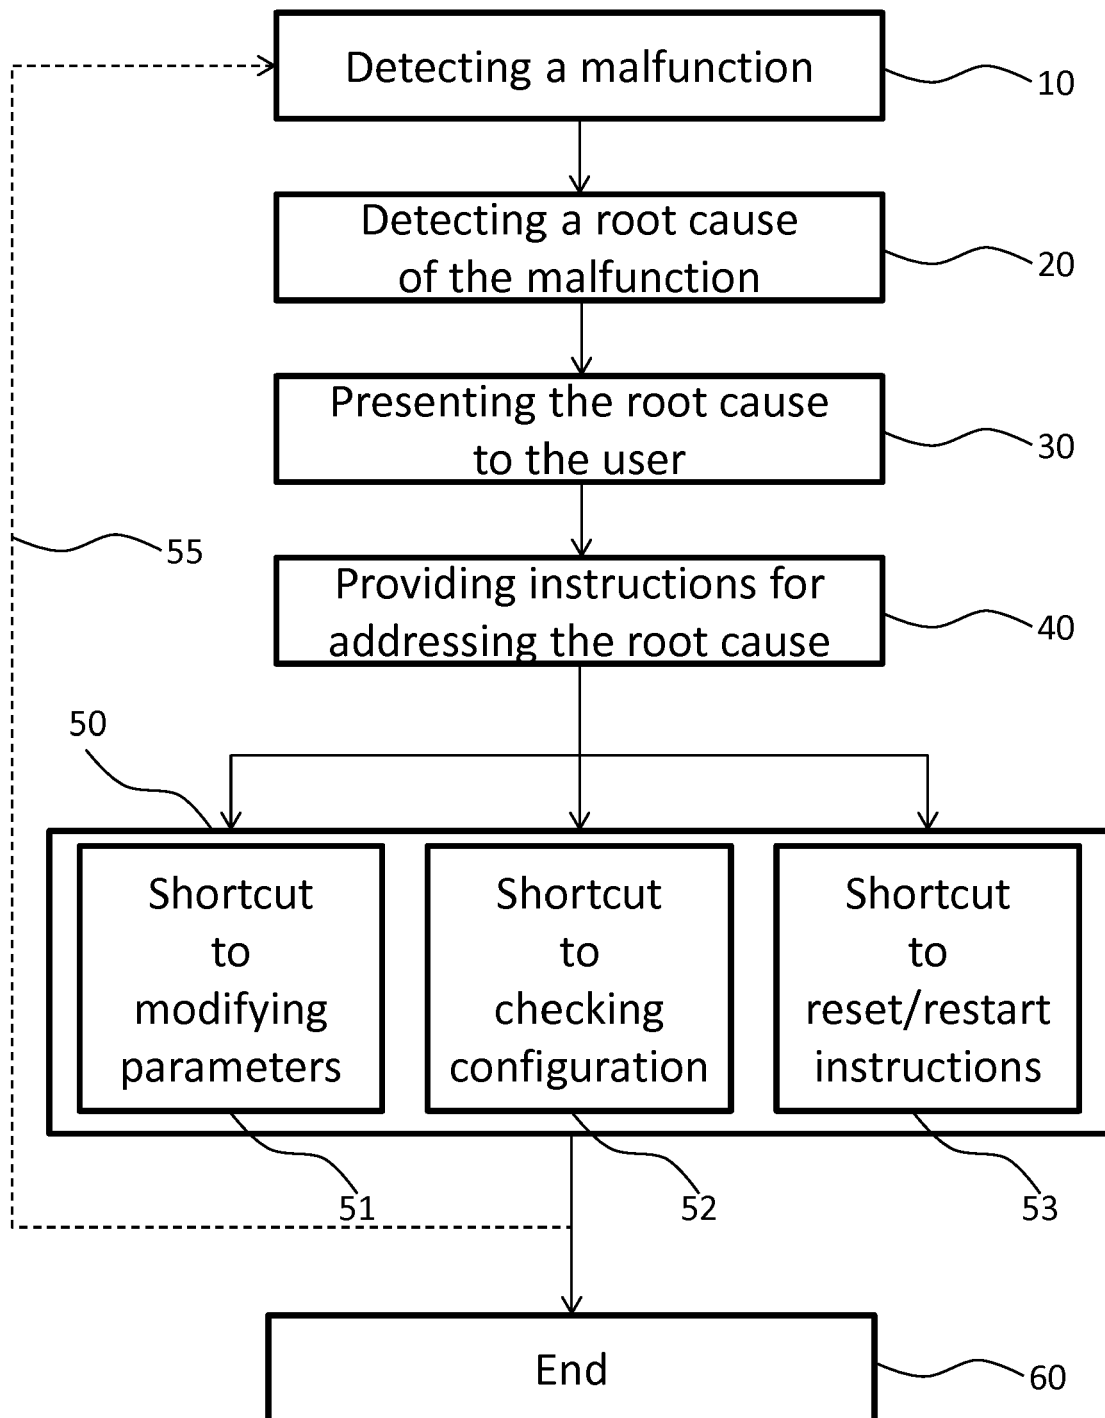 Detecting a malfunction
10
Detecting a root cause
of the malfunction
20
Presenting the root cause
to the user
30
55
Providing instructions for
addressing the root cause
40
50
Shortcut
to
modifying
parameters
Shortcut
to
checking
configuration
Shortcut
to
reset/restart
instructions
51
52
53
End
60